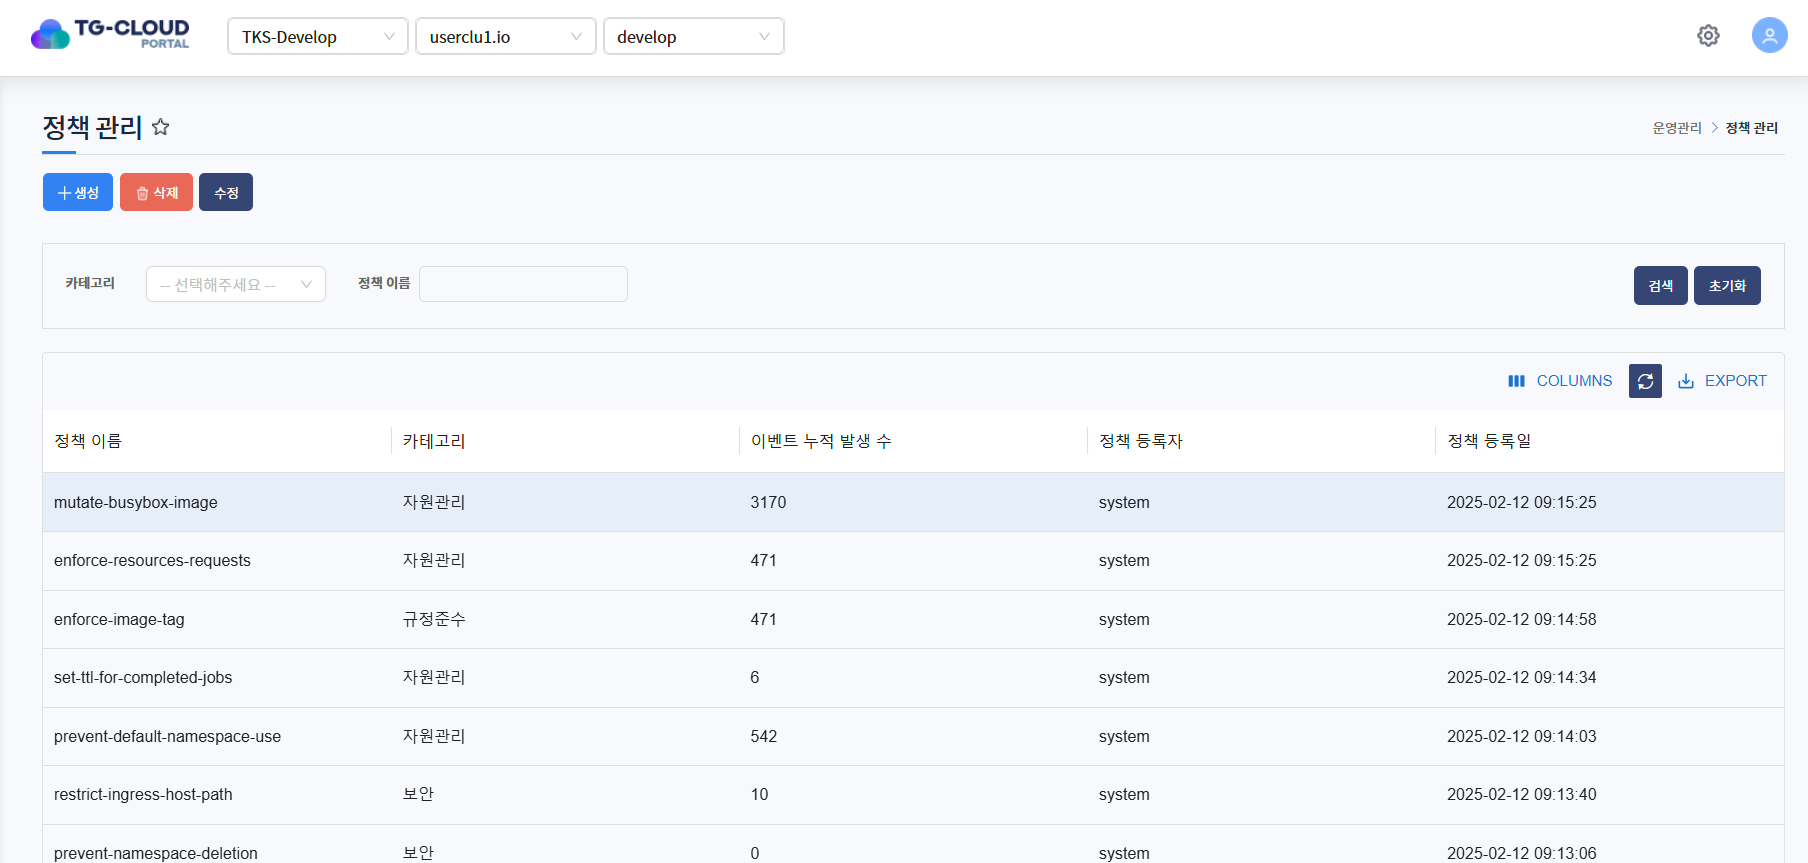 TG-CLOUD
PORTAL
TKS-Develop
userclu1.io
develop
정책 관리
운영관리 > 정책 관리
생성
삭제
수정
카테고리
-- 선택해주세요 --
정책 이름
검색
초기화
COLUMNS
EXPORT
정책 이름 카테고리 이벤트 누적 발생 수 정책 등록자 정책 등록일
mutate-busybox-image 자원관리 3170 system 2025-02-12 09:15:25
enforce-resources-requests 자원관리 471 system 2025-02-12 09:15:25
enforce-image-tag 규정준수 471 system 2025-02-12 09:14:58
set-ttl-for-completed-jobs 자원관리 6 system 2025-02-12 09:14:34
prevent-default-namespace-use 자원관리 542 system 2025-02-12 09:14:03
restrict-ingress-host-path 보안 10 system 2025-02-12 09:13:40
prevent-namespace-deletion 보안 0 system 2025-02-12 09:13:06